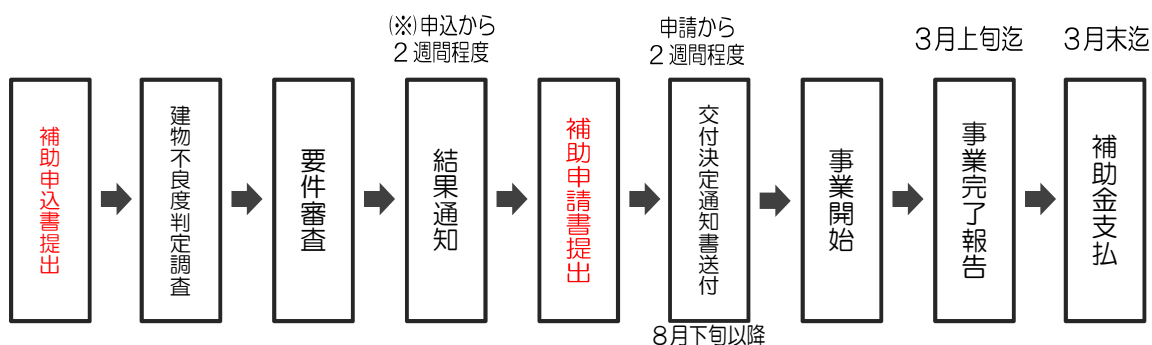 (※)申込から
２週間程度
申請から
２週間程度
３月上旬迄
３月末迄
補助申込書提出
建物不良度判定調査
要件審査
結果通知
補助申請書提出
交付決定通知書送付
事業開始
事業完了報告
補助金支払
８月下旬以降